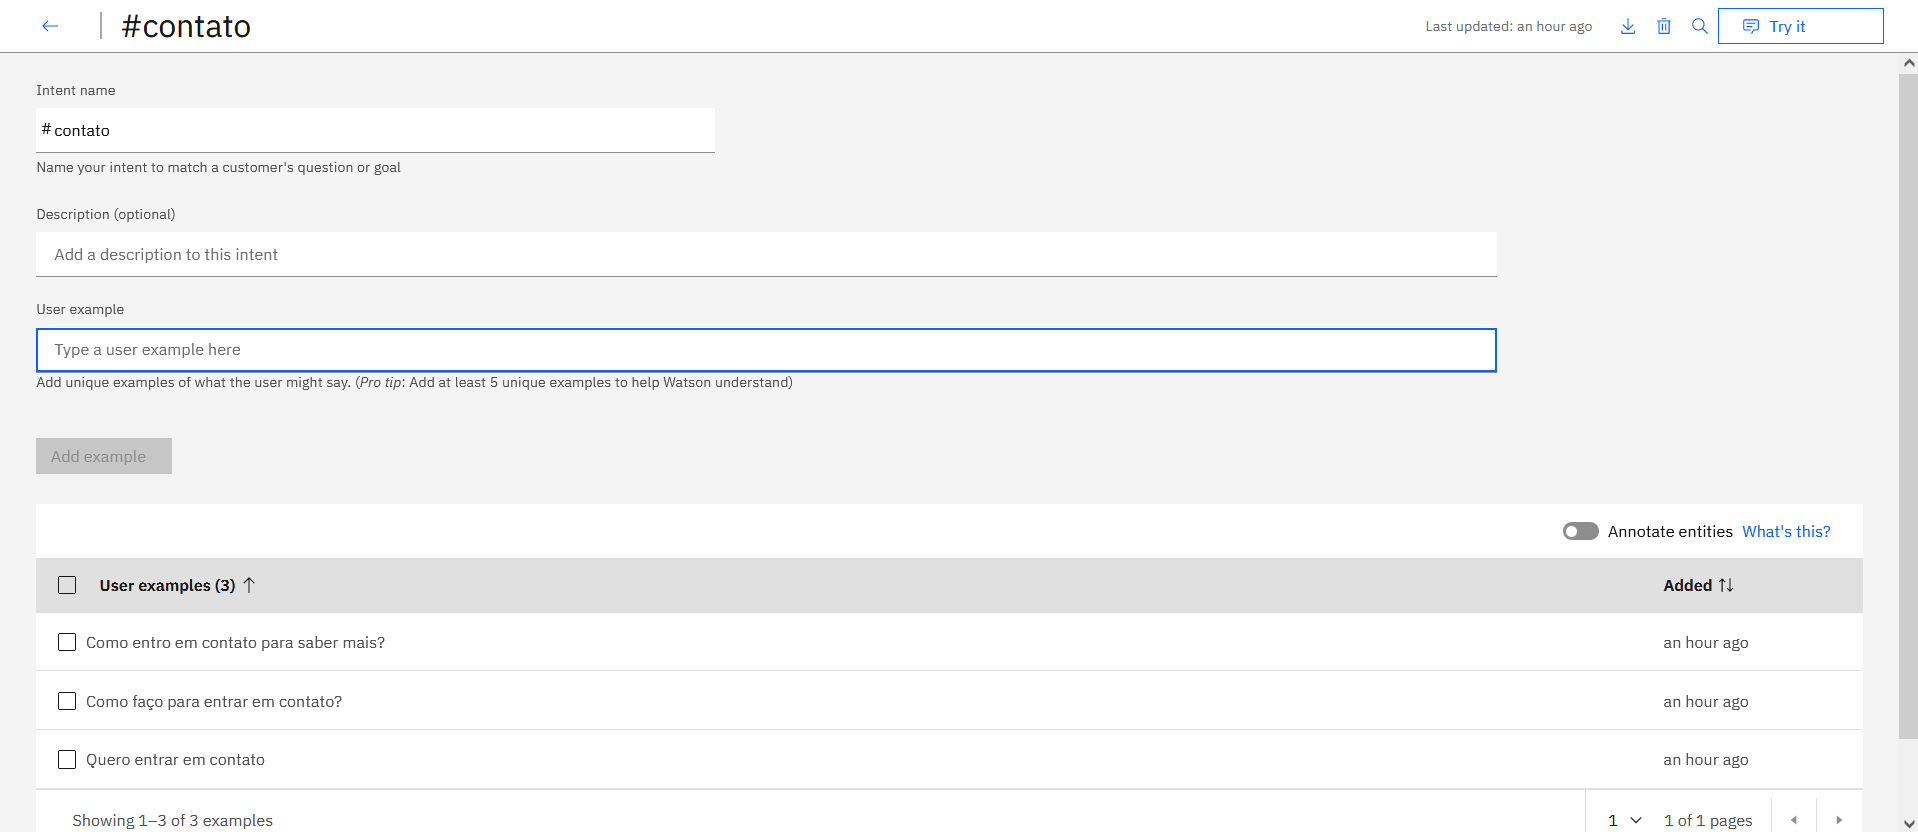 #contato
Last updated: an hour ago
Try it
Intent name
# contato
Name your intent to match a customer's question or goal
Description (optional)
Add a description to this intent
User example
Type a user example here
Add unique examples of what the user might say. (Pro tip: Add at least 5 unique examples to help Watson understand)
Add example
Annotate entities What's this?
User examples (3) Added
Como entro em contato para saber mais? an hour ago
Como faço para entrar em contato? an hour ago
Quero entrar em contato an hour ago
Showing 1–3 of 3 examples 1 1 of 1 pages